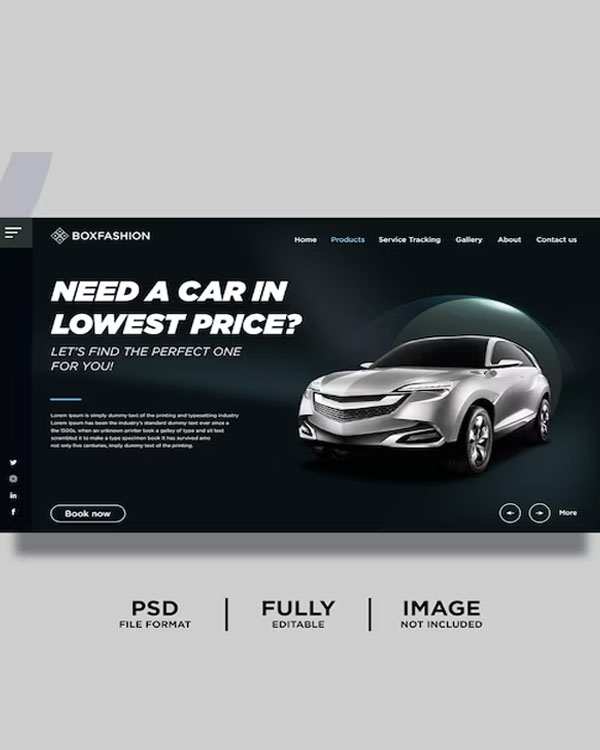 BOXFASHION
Home Products Service Tracking Gallery About Contact us
NEED A CAR IN
LOWEST PRICE?
LET'S FIND THE PERFECT ONE
FOR YOU!
Lorem Ipsum is simply dummy text of the printing and typesetting industry
Lorem Ipsum has been the industry's standard dummy text ever since a
the 1500s, when an unknown printer took a galley of type and sit text
scrambled it to make a type specimen book It has survived amo
not only five centuries, imply dummy text of the printing.
Book now
More
PSD
FILE FORMAT
FULLY
EDITABLE
IMAGE
NOT INCLUDED